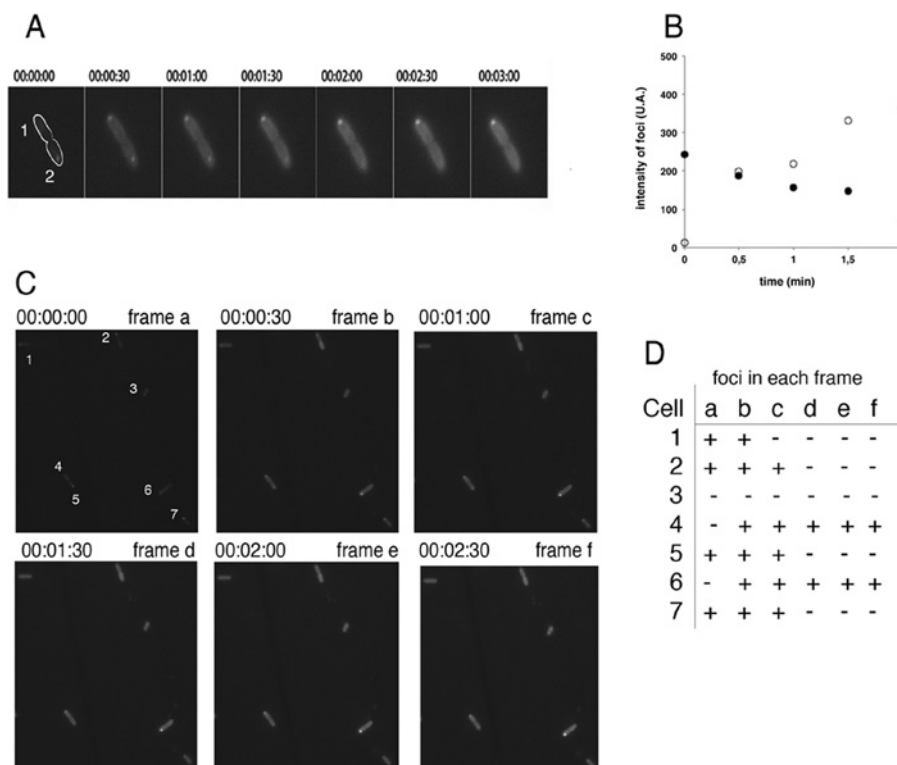 A
00:00:00 00:00:30 00:01:00 00:01:30 00:02:00 00:02:30 00:03:00
1
2
B
500
400
300
200
100
0
intensity of foci (U.A.)
0 0,5 1 1,5
time (min)
C
00:00:00 frame a 00:00:30 frame b 00:01:00 frame c
1 2 3 4 5 6 7
00:01:30 frame d 00:02:00 frame e 00:02:30 frame f
D
foci in each frame
Cell a b c d e f
1 + + - - - -
2 + + + - - -
3 - - - - - -
4 - + + + + +
5 + + + - - -
6 - + + + + +
7 + + + - - -